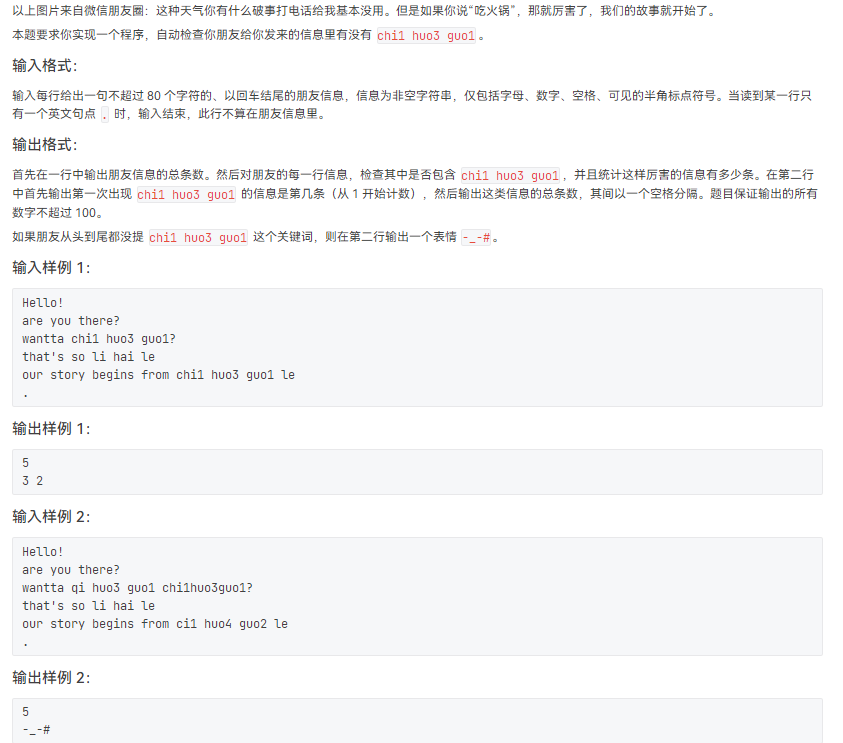 以上图片来自微信朋友圈：这种天气你有什么破事打电话给我基本没用。但是如果你说“吃火锅”，那就厉害了，我们的故事就开始了。
本题要求你实现一个程序，自动检查你朋友给你发来的信息里有没有 chi1 huo3 guo1 。
输入格式：
输入每行给出一句不超过 80 个字符的、以回车结尾的朋友信息，信息为非空字符串，仅包括字母、数字、空格、可见的半角标点符号。当读到某一行只
有一个英文句点 . 时，输入结束，此行不算在朋友信息里。
输出格式：
首先在一行中输出朋友信息的总条数。然后对朋友的每一行信息，检查其中是否包含 chi1 huo3 guo1 ，并且统计这样厉害的信息有多少条。在第二行
中首先输出第一次出现 chi1 huo3 guo1 的信息是第几条（从 1 开始计数），然后输出这类信息的总条数，其间以一个空格分隔。题目保证输出的所有
数字不超过 100。
如果朋友从头到尾都没提 chi1 huo3 guo1 这个关键词，则在第二行输出一个表情 -_-# 。
输入样例 1：
Hello!
are you there?
wantta chi1 huo3 guo1?
that's so li hai le
our story begins from chi1 huo3 guo1 le
.
输出样例 1：
5
3 2
输入样例 2：
Hello!
are you there?
wantta qi huo3 guo1 chi1huo3guo1?
that's so li hai le
our story begins from ci1 huo4 guo2 le
.
输出样例 2：
5
-_-#